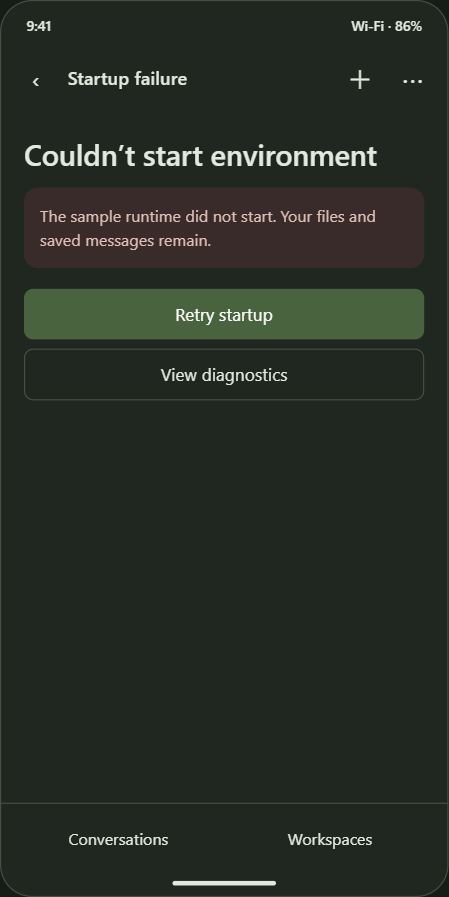 9:41
Wi-Fi · 86%
‹ Startup failure + ...
Couldn’t start environment
The sample runtime did not start. Your files and
saved messages remain.
Retry startup
View diagnostics
Conversations
Workspaces